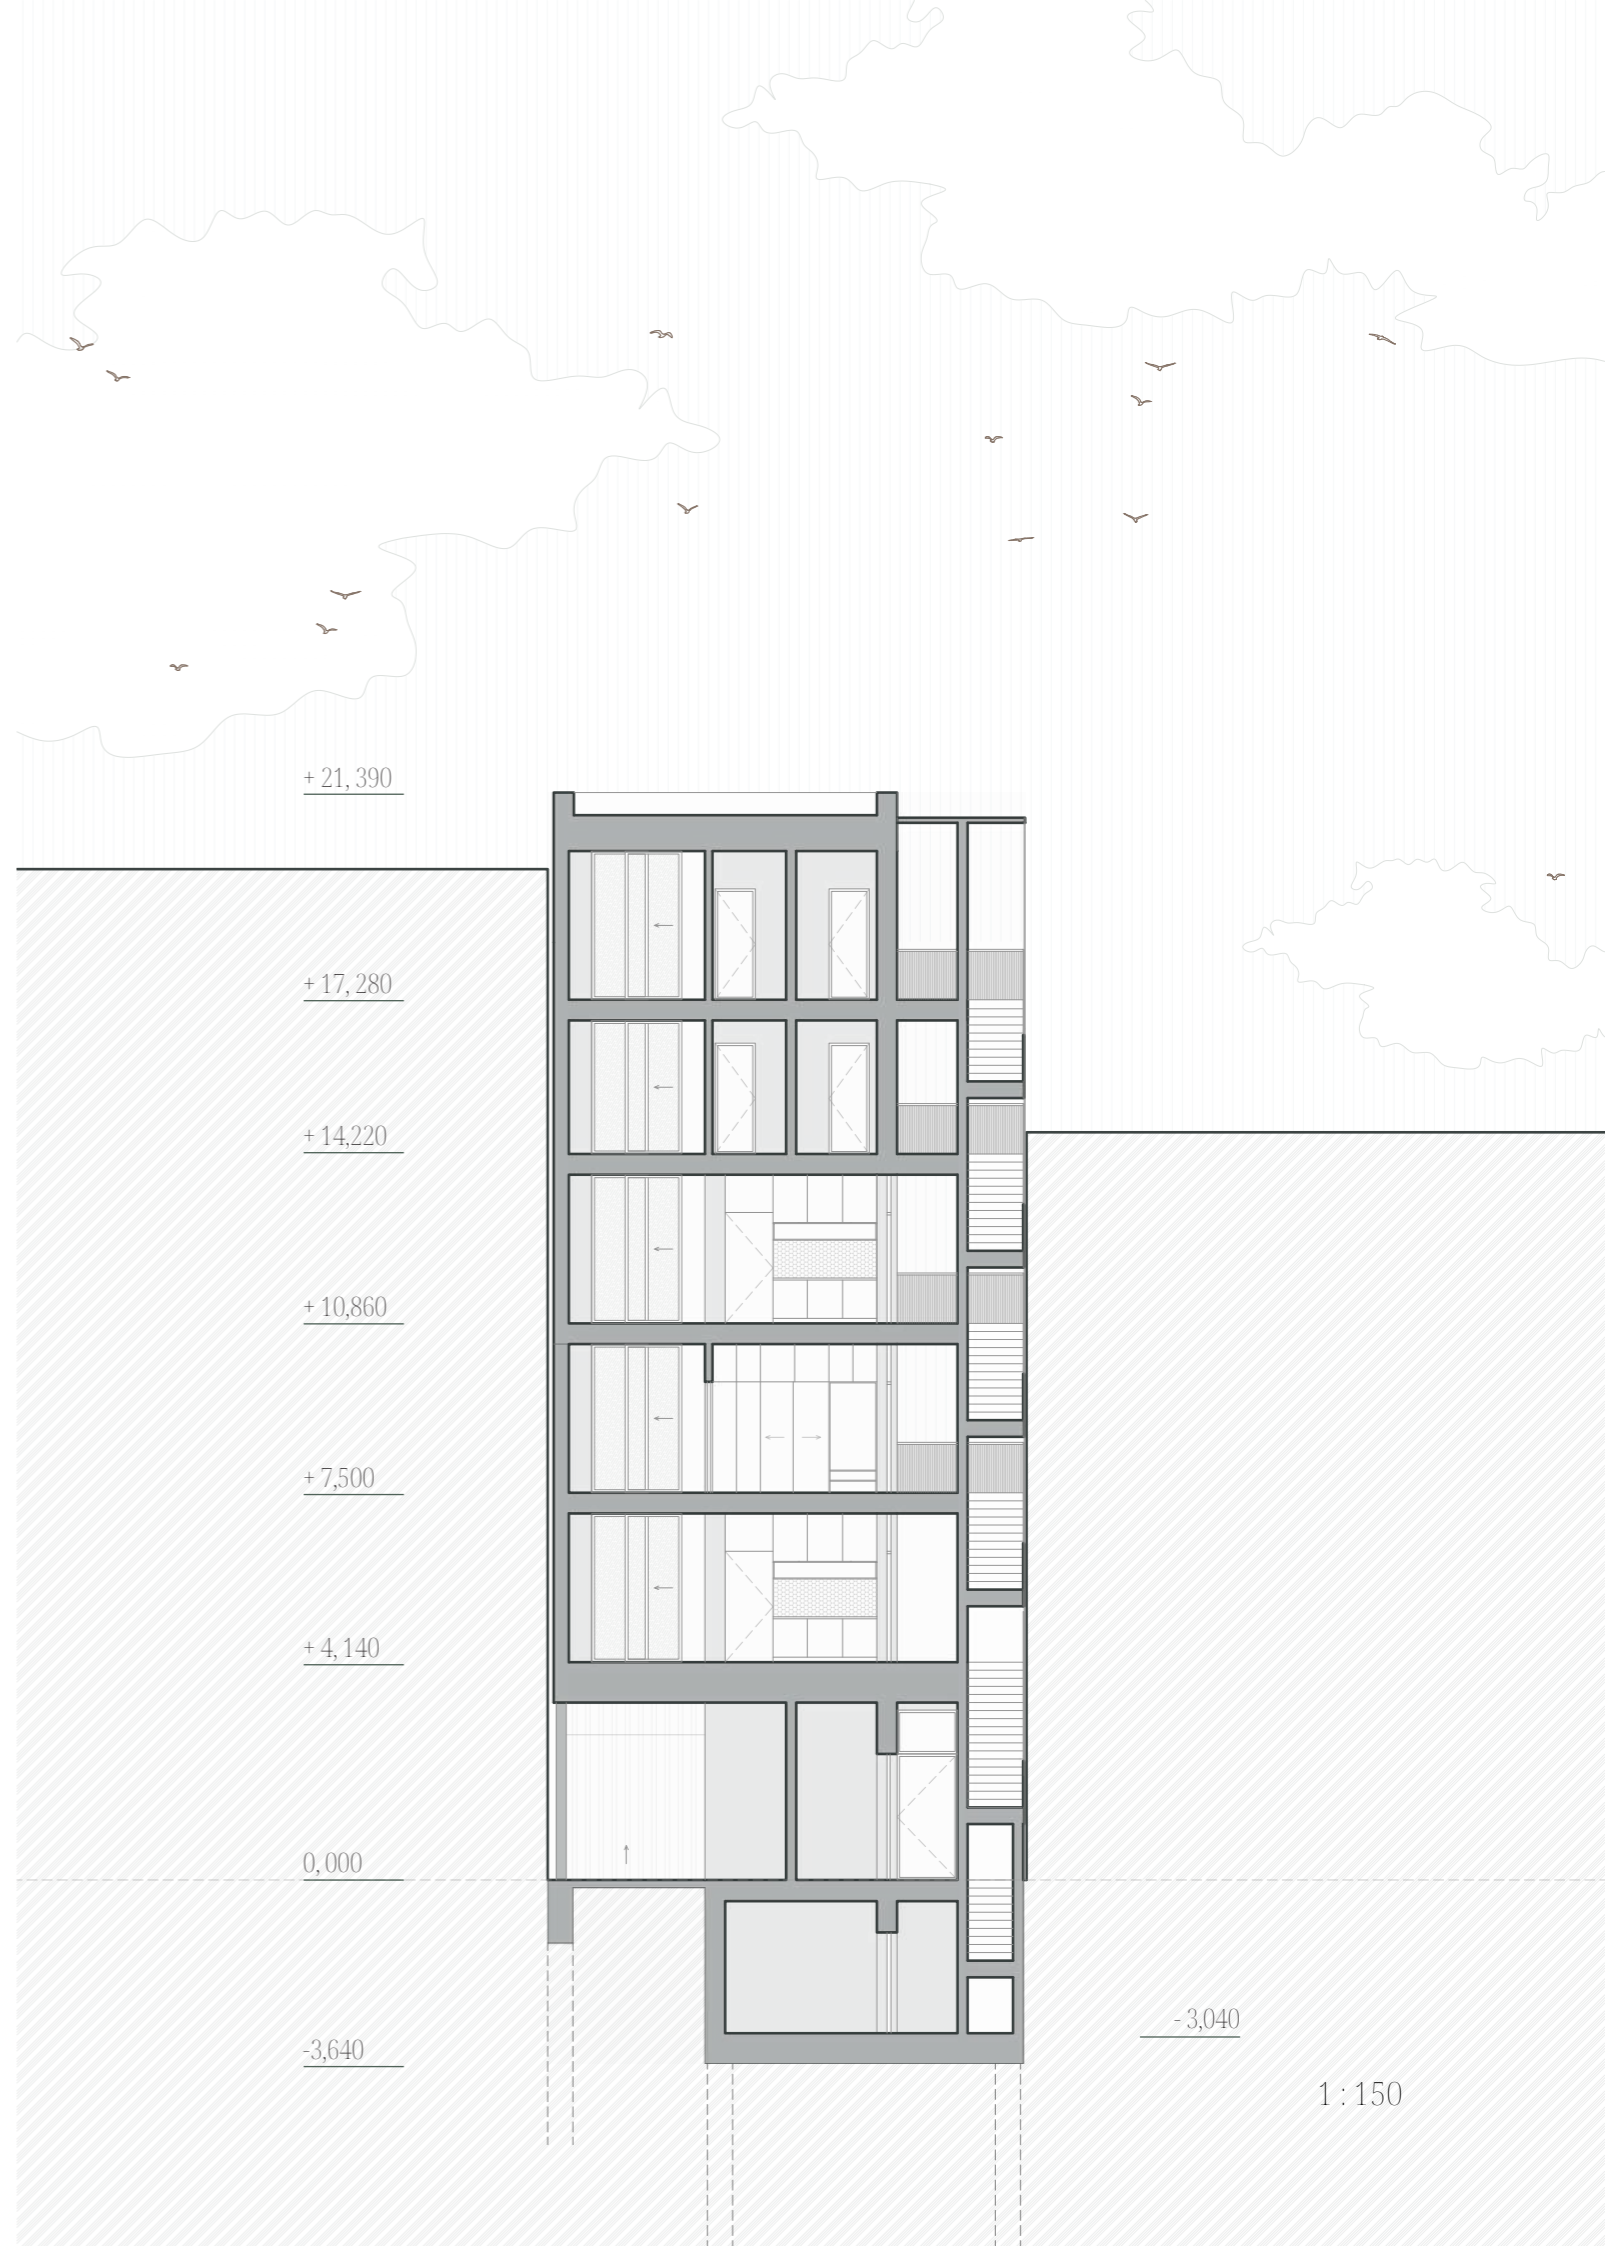 + 21, 390
+ 17, 280
+ 14,220
+ 10,860
+ 7,500
+ 4, 140
0, 000
- 3,040
-3,640
1 : 150